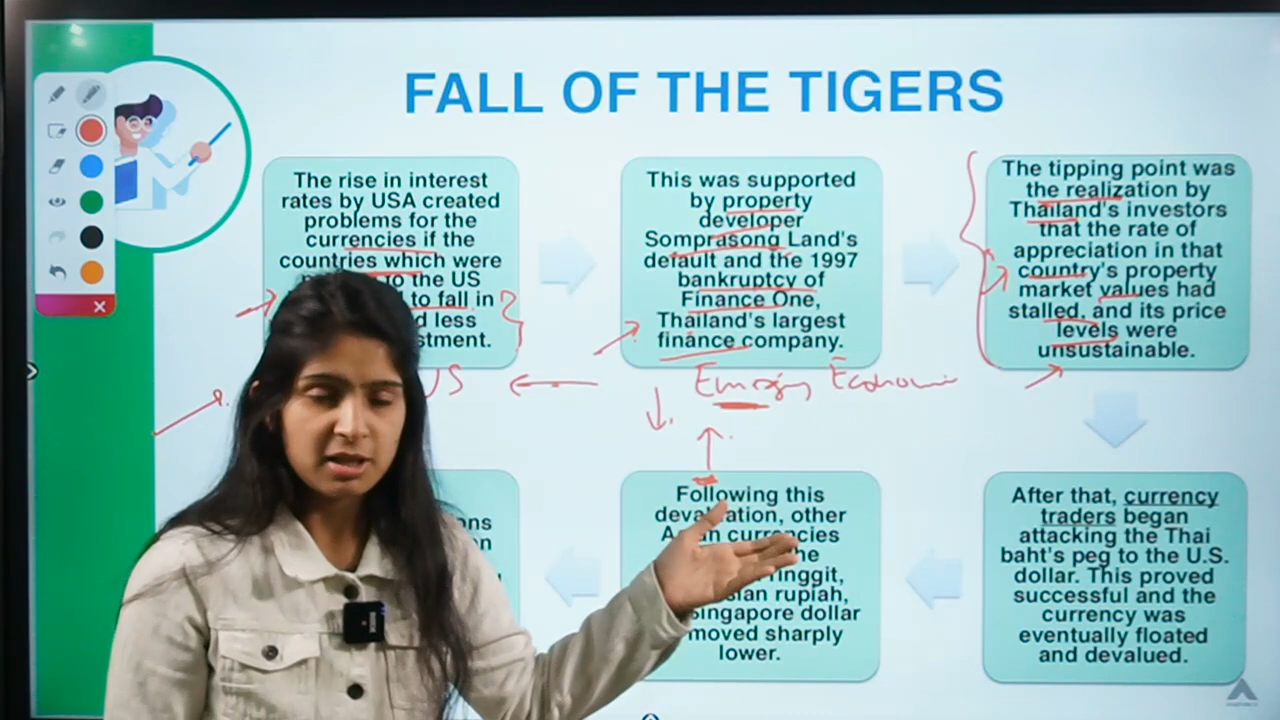 FALL OF THE TIGERS
The rise in interest
rates by USA created
problems for the
currencies if the
countries which were
to the US
to fall in
less
This was supported
by property
developer
Somprasong Land's
default and the 1997
bankruptcy of
Finance One,
Thailand's largest
finance company.
The tipping point was
the realization by
Thailand's investors
that the rate of
appreciation in that
country's property
market values had
stalled, and its price
levels were
unsustainable.
US
Economic
After that, currency
traders began
attacking the Thai
baht's peg to the U.S.
dollar. This proved
successful and the
currency was
eventually floated
and devalued.
Following this
devaluation, other
Asian currencies
ringgit,
rupiah,
Singapore dollar
moved sharply
lower.